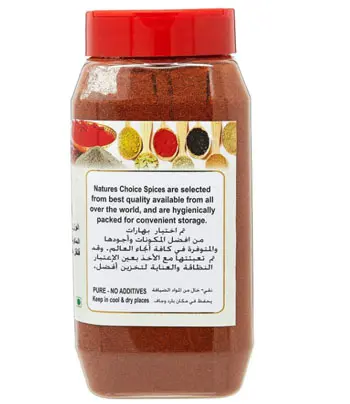 Natures Choice Spices are selected
from best quality available from all
over the world, and are hygienically
packed for convenient storage.
تم اختيار بهارات
من افضل المكونات وأجودها
والمتوفرة في كافة أنحاء العالم. وقد
تم تعبئتها مع الأخذ بعين الإعتبار
النظافة والعناية لتخزين أفضل.
PURE - NO ADDITIVES
نقي - خال من المواد المضافة
Keep in cool & dry places
يحفظ في مكان بارد وجاف